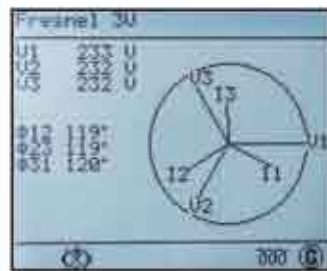 Fresnel 3U
U1 233 V
U2 232 V
U3 232 V
Φ12 119°
Φ23 119°
Φ31 120°
U3
I3
U1
I2
I1
U2
000